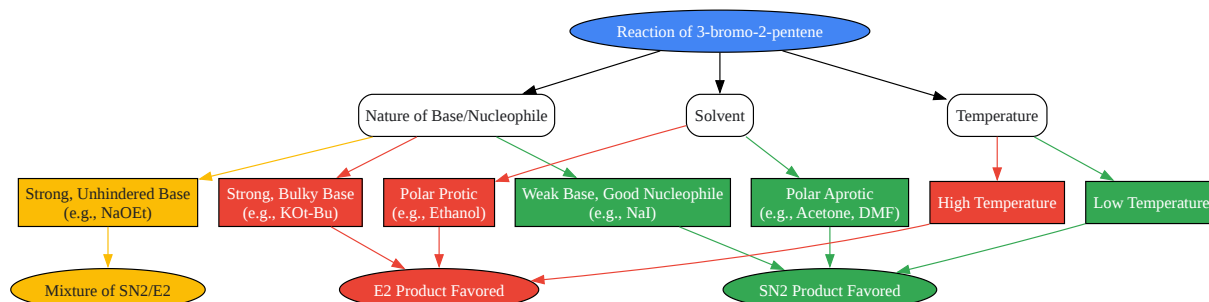 Reaction of 3-bromo-2-pentene
Nature of Base/Nucleophile
Solvent
Temperature
Strong, Unhindered Base
(e.g., NaOEt)
Strong, Bulky Base
(e.g., KOt-Bu)
Polar Protic
(e.g., Ethanol)
Weak Base, Good Nucleophile
(e.g., NaI)
Polar Aprotic
(e.g., Acetone, DMF)
High Temperature
Low Temperature
Mixture of SN2/E2
E2 Product Favored
SN2 Product Favored